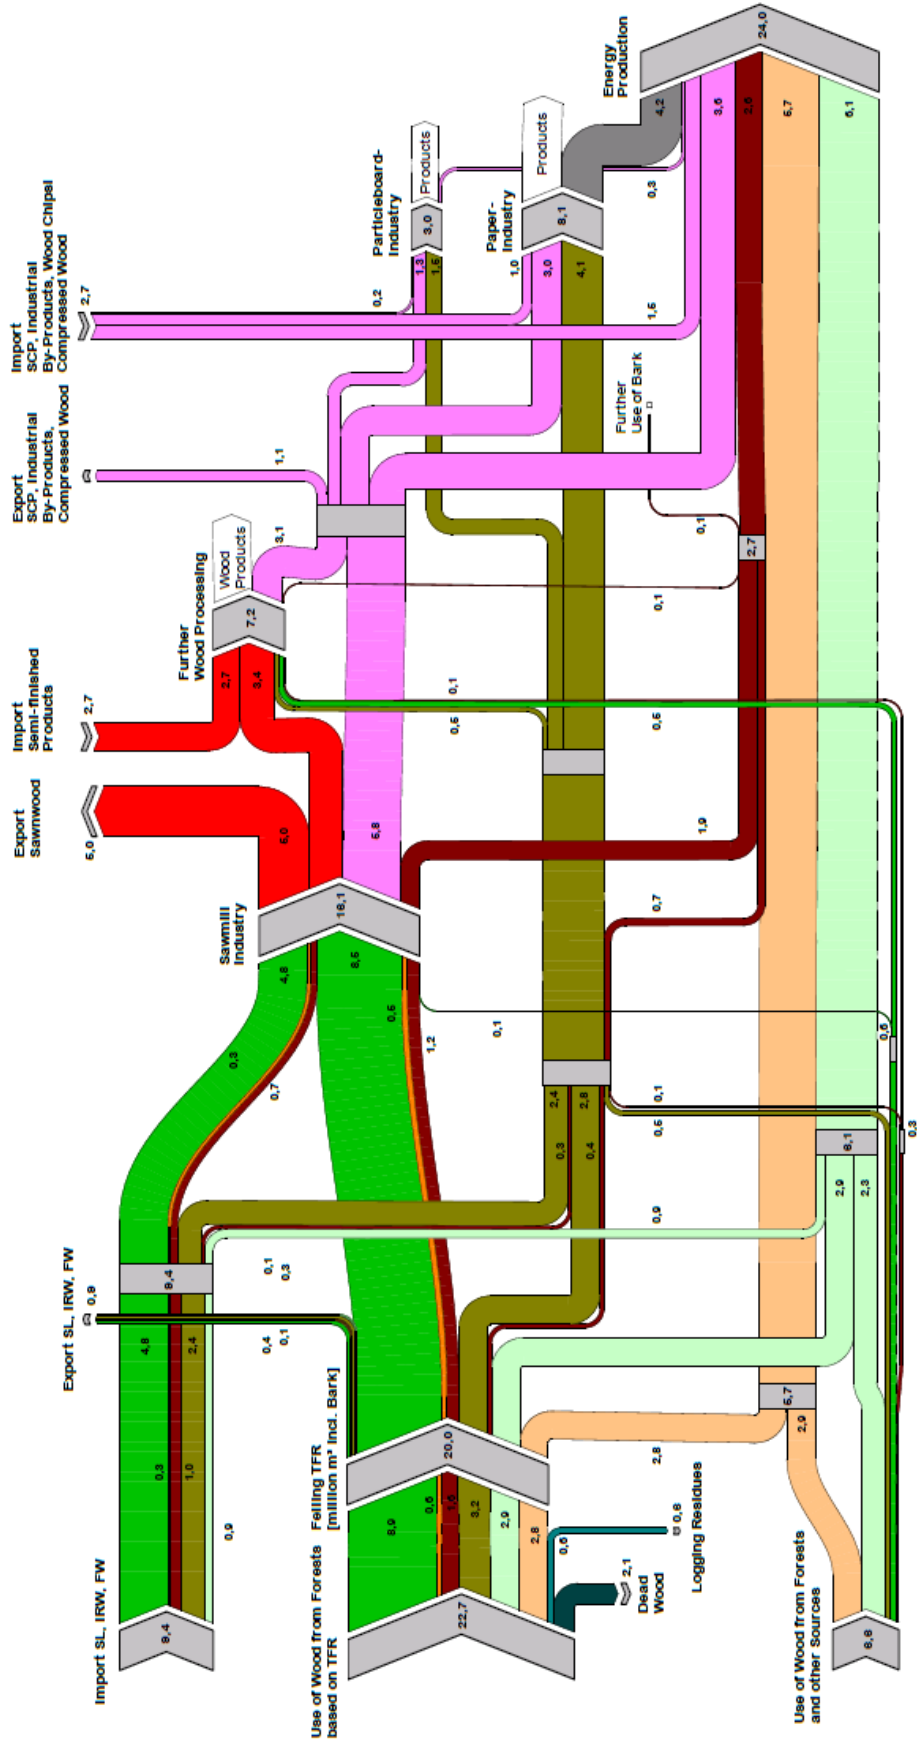 Import SL, IRW, FW
9,4
4,8
0,3
1,0
2,4
0,9
9,4
Export SL, IRW, FW
0,9
0,1
0,3
0,4
0,1
Use of Wood from Forests
based on TFR
22,7
Felling TFR
[million m³ Incl. Bark]
20,0
8,9
0,6
1,6
3,2
2,9
2,8
0,6
0,6
2,1
Dead
Wood
Logging Residues
Use of Wood from Forests
and other Sources
6,6
2,8
2,9
5,7
2,9
2,3
6,1
0,9
0,3
0,3
0,7
4,8
8,5
0,6
1,2
Sawmill
Industry
16,1
2,4
0,3
2,8
0,4
0,1
0,6
0,1
0,6
0,7
1,9
Export
Sawnwood
5,0
5,0
Import
Semi-finished
Products
2,7
2,7
3,4
6,8
Further
Wood Processing
7,2
Wood
Products
3,1
0,1
0,6
0,6
0,1
0,1
2,7
Further
Use of Bark
Export
SCP, Industrial
By-Products,
Compressed Wood
1,1
Import
SCP, Industrial
By-Products, Wood Chips
Compressed Wood
2,7
0,2
Particleboard-
Industry
1,3
1,6
3,0
Products
Paper-
Industry
1,0
3,0
4,1
8,1
Products
0,3
1,5
Energy
Production
4,2
3,6
2,6
5,7
6,1
24,0